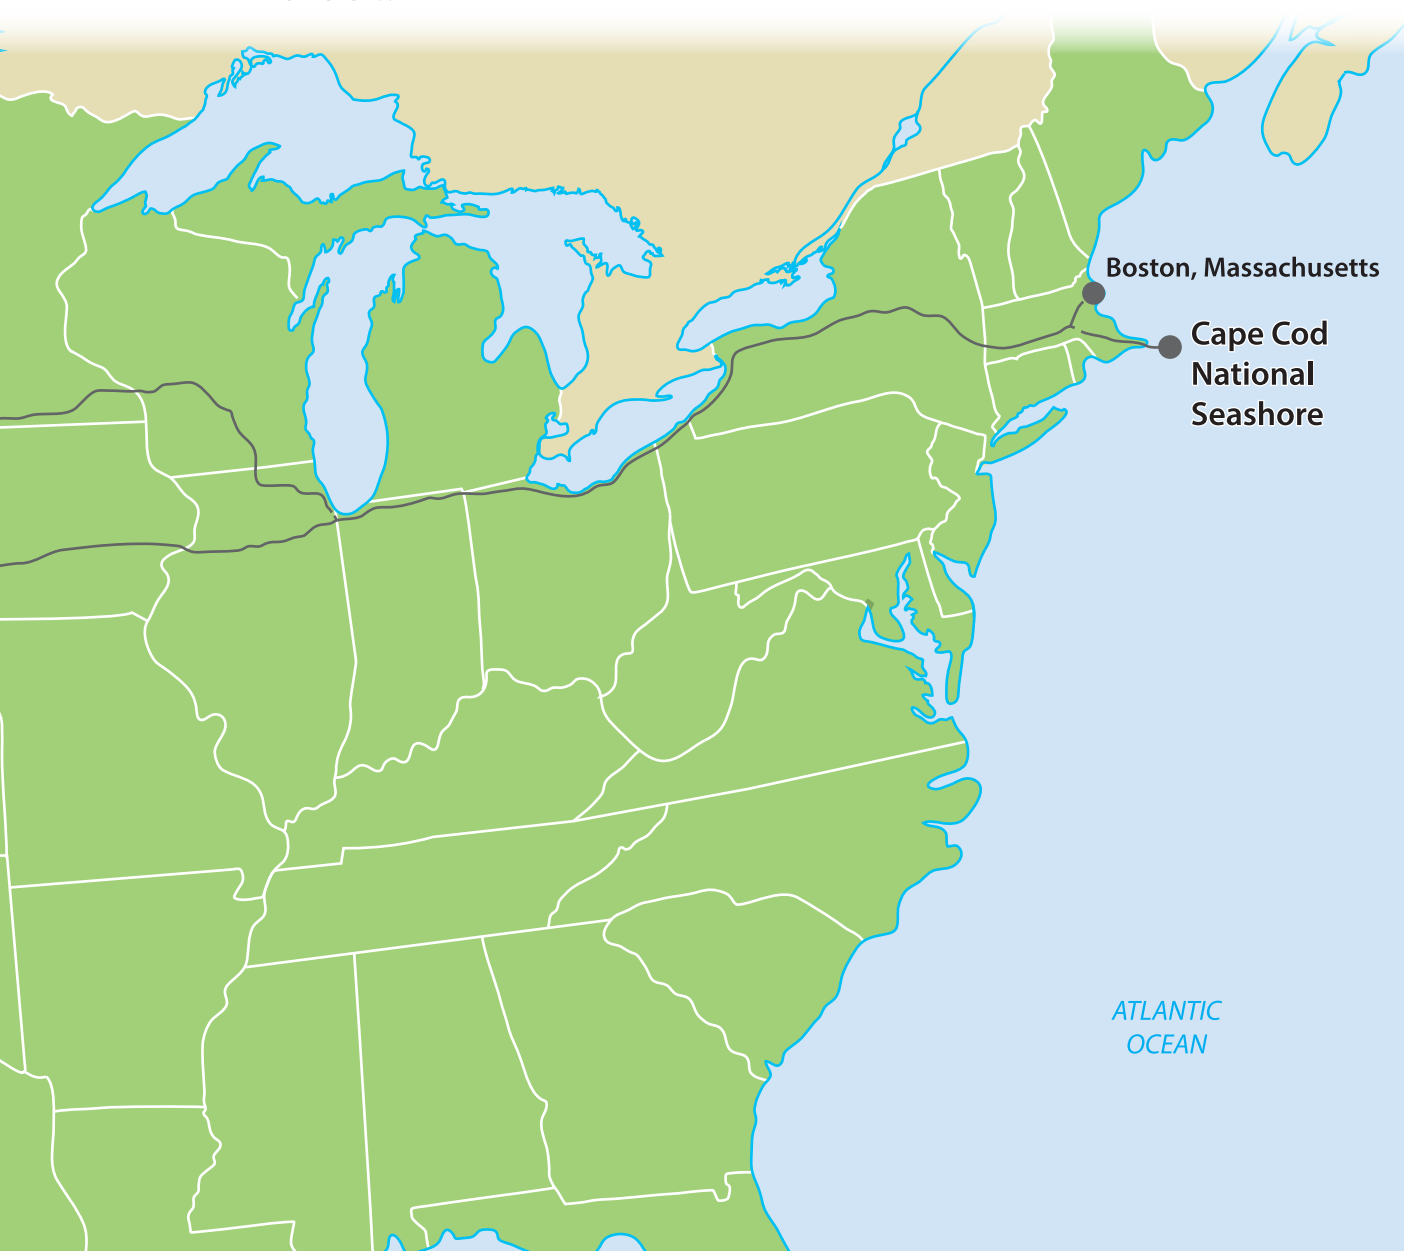 Boston, Massachusetts
Cape Cod
National
Seashore
ATLANTIC
OCEAN